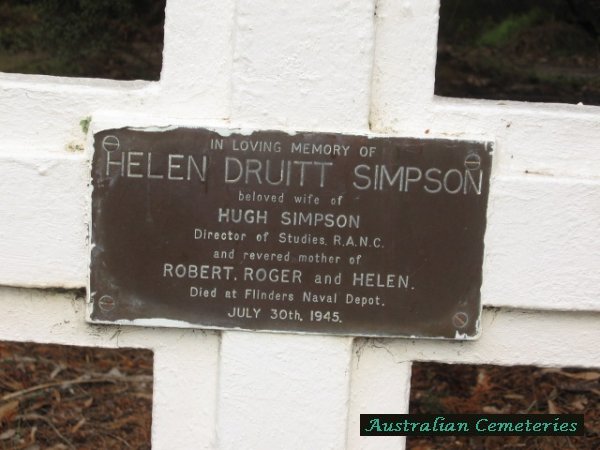 IN LOVING MEMORY OF
HELEN DRUITT SIMPSON
beloved wife of
HUGH SIMPSON
Director of Studies, R.A.N.C.
and revered mother of
ROBERT, ROGER and HELEN.
Died at Flinders Naval Depot,
JULY 30th, 1945.
Australian Cemeteries